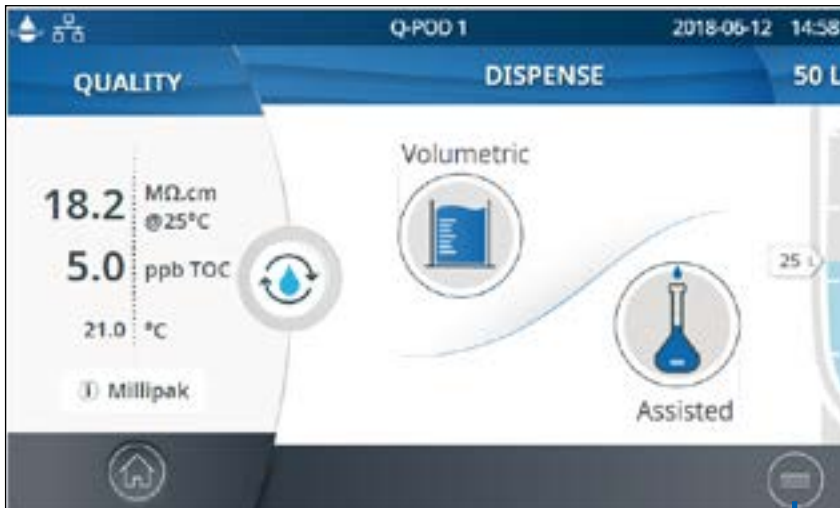 Q-POD 1
2018-06-12 14:58
QUALITY
DISPENSE
50 L
18.2 MΩ.cm
@25°C
5.0 ppb TOC
21.0 °C
Millipak
Volumetric
Assisted
25 L